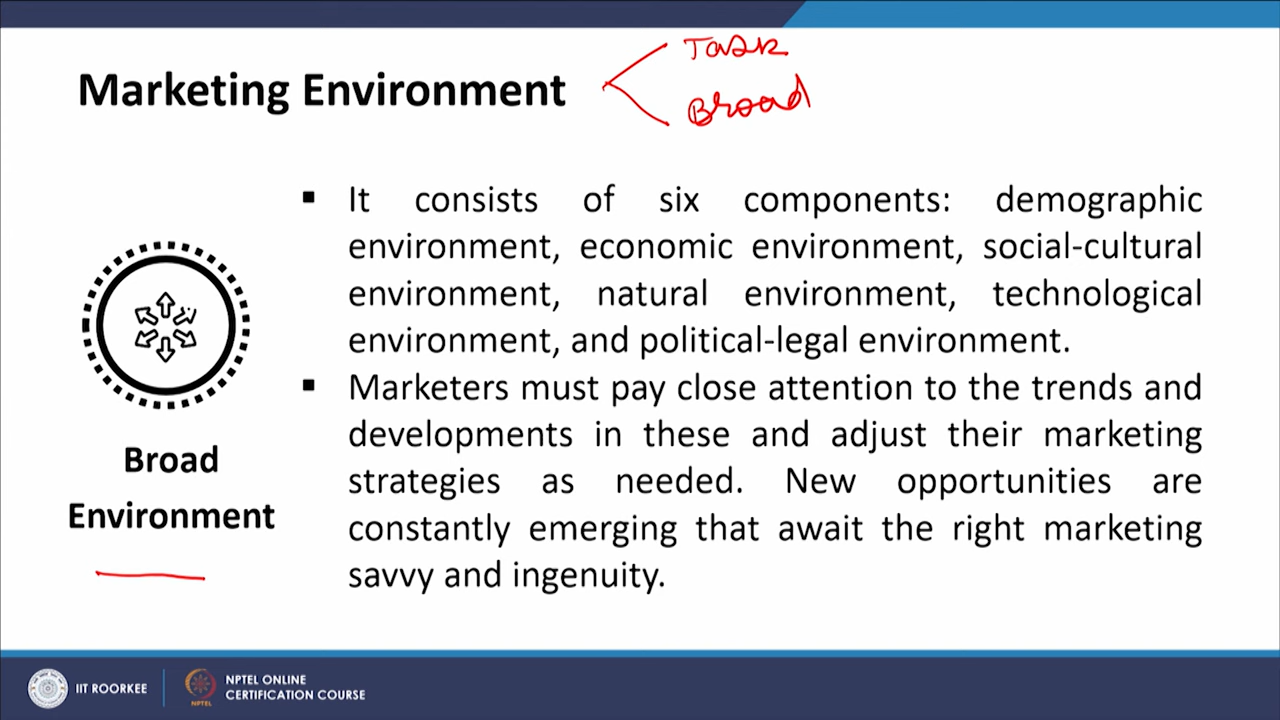 Marketing Environment
Task
Broad
▪ It consists of six components: demographic
environment, economic environment, social-cultural
environment, natural environment, technological
environment, and political-legal environment.
▪ Marketers must pay close attention to the trends and
developments in these and adjust their marketing
strategies as needed. New opportunities are
constantly emerging that await the right marketing
savvy and ingenuity.
Broad
Environment
IIT ROORKEE
NPTEL
NPTEL ONLINE
CERTIFICATION COURSE